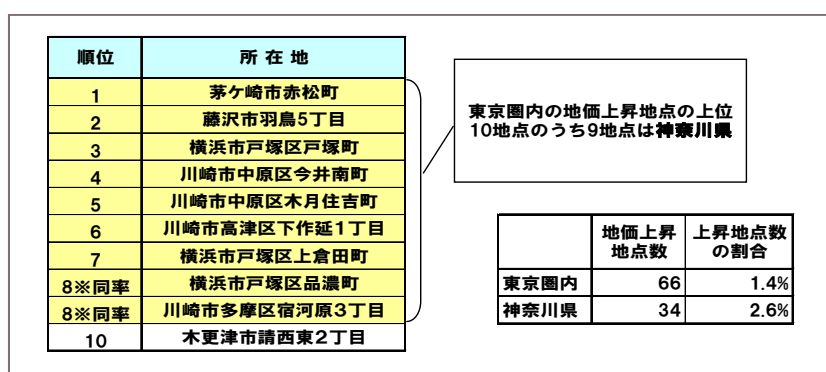 順位 所在地
1 茅ケ崎市赤松町
2 藤沢市羽鳥5丁目
3 横浜市戸塚区戸塚町
4 川崎市中原区今井南町
5 川崎市中原区木月住吉町
6 川崎市高津区下作延1丁目
7 横浜市戸塚区上倉田町
8※同率 横浜市戸塚区品濃町
8※同率 川崎市多摩区宿河原3丁目
10 木更津市請西東2丁目
東京圏内の地価上昇地点の上位
10地点のうち9地点は神奈川県
地価上昇 上昇地点数
地点数 の割合
東京圏内 66 1.4%
神奈川県 34 2.6%